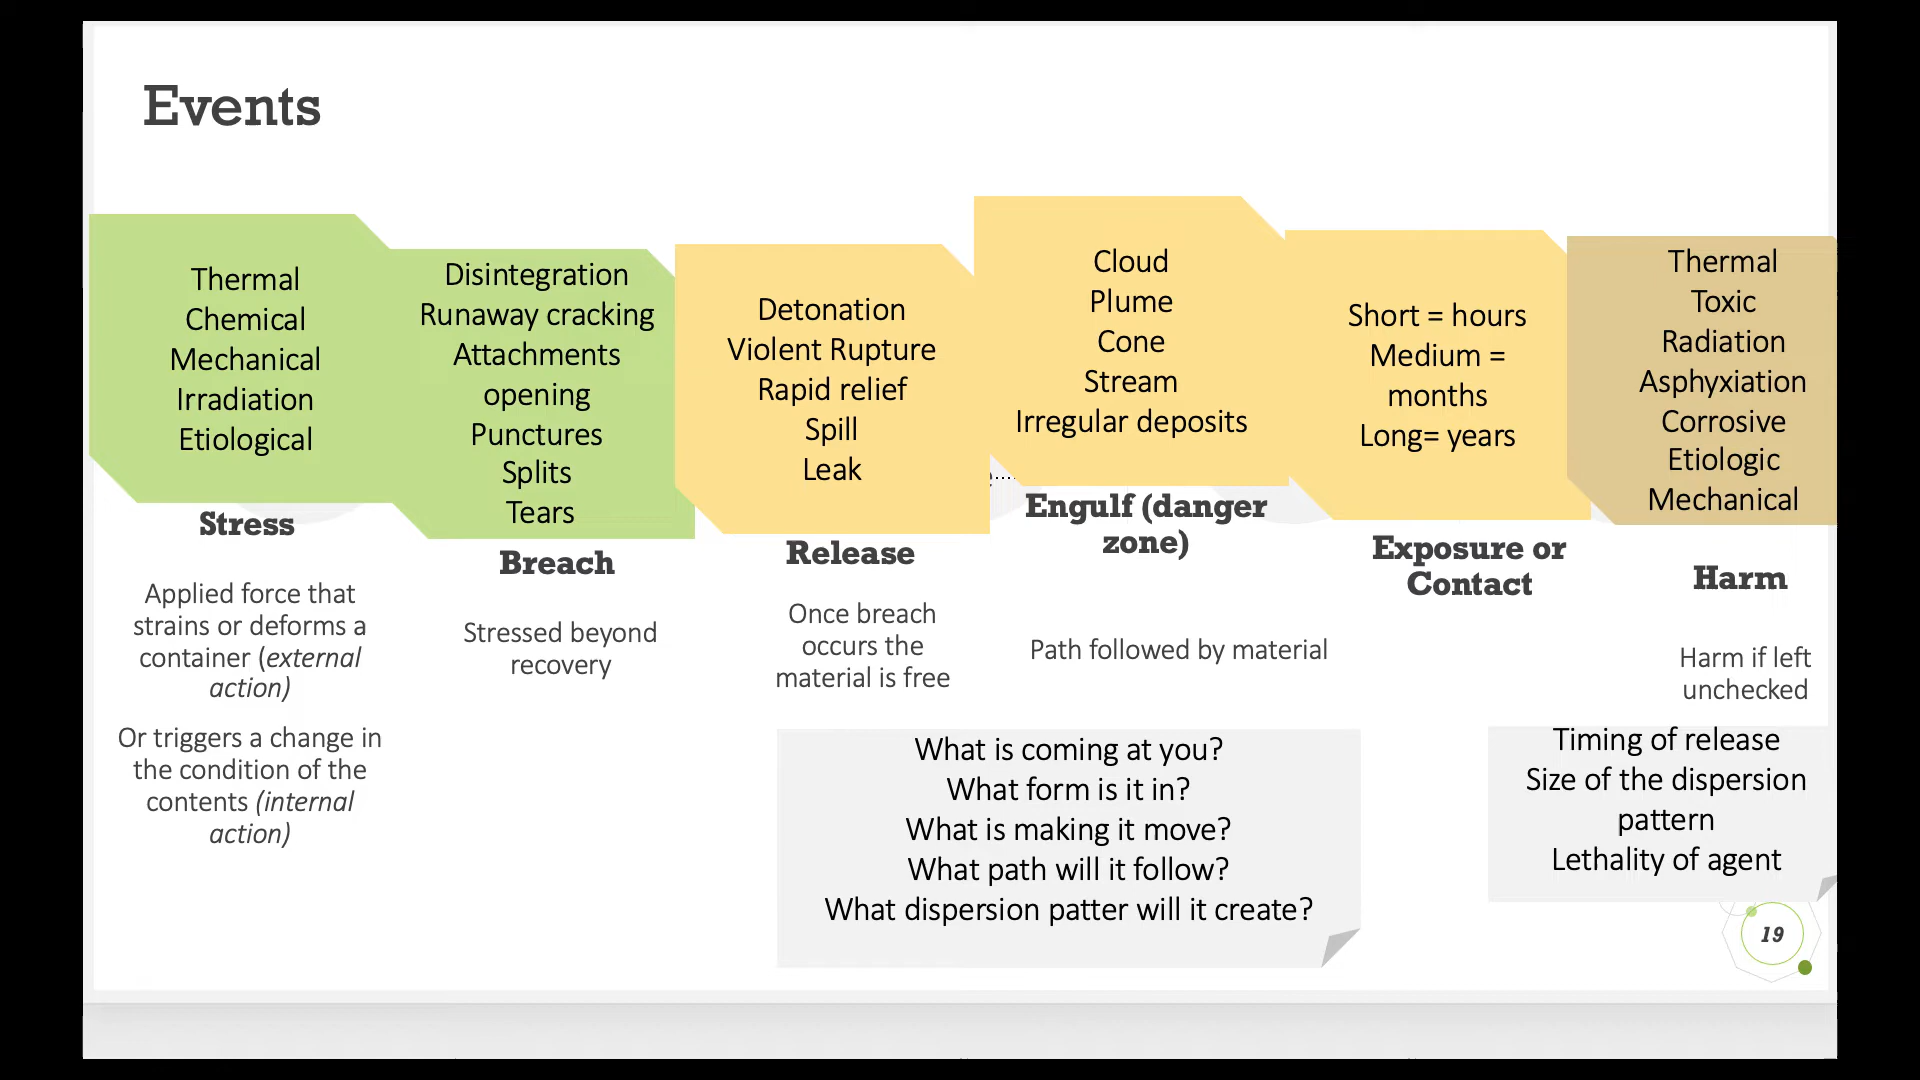 Events
Thermal
Chemical
Mechanical
Irradiation
Etiological
Stress
Applied force that
strains or deforms a
container (external
action)
Or triggers a change in
the condition of the
contents (internal
action)
Disintegration
Runaway cracking
Attachments
opening
Punctures
Splits
Tears
Breach
Stressed beyond
recovery
Detonation
Violent Rupture
Rapid relief
Spill
Leak
Release
Once breach
occurs the
material is free
Cloud
Plume
Cone
Stream
Irregular deposits
Engulf (danger
zone)
Path followed by material
What is coming at you?
What form is it in?
What is making it move?
What path will it follow?
What dispersion patter will it create?
Short = hours
Medium =
months
Long= years
Exposure or
Contact
Thermal
Toxic
Radiation
Asphyxiation
Corrosive
Etiologic
Mechanical
Harm
Harm if left
unchecked
Timing of release
Size of the dispersion
pattern
Lethality of agent
19